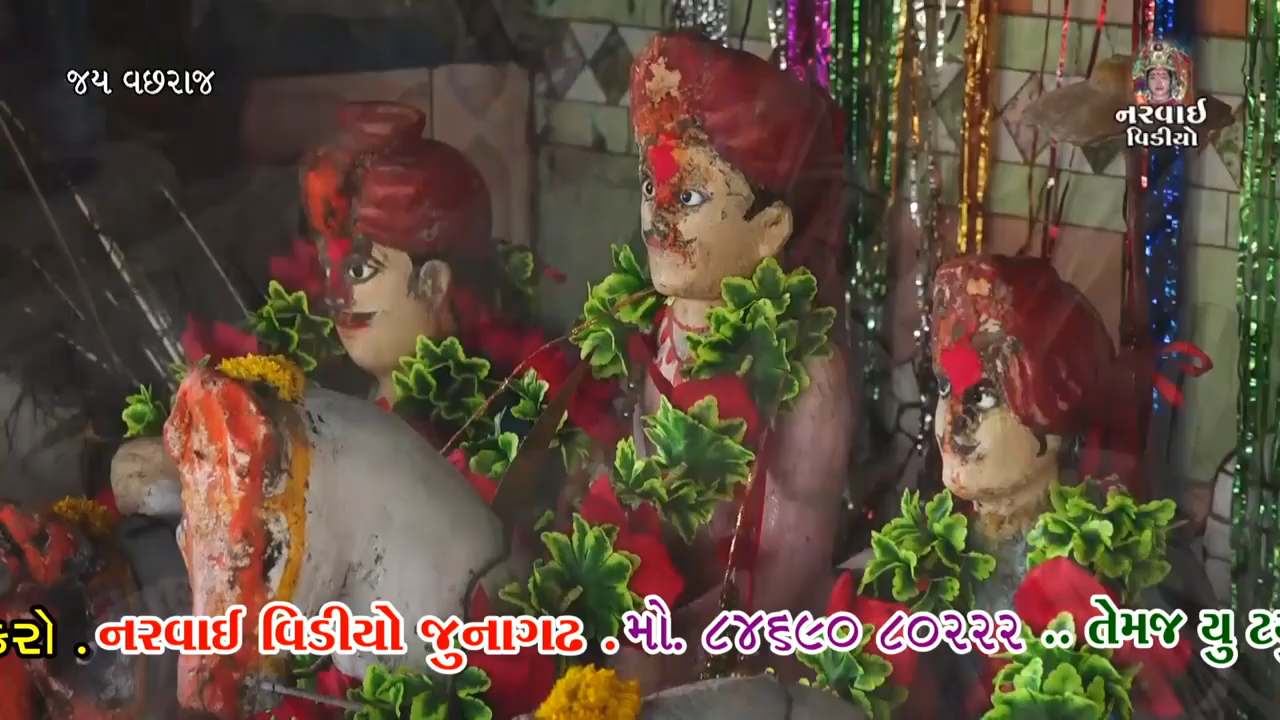 જય વછરાજ
નરવાઈ
વિડીયો
કરો . નરવાઈ વિડીયો જુનાગઢ . મો. ૮૪૬૯૦ ૮૦૨૨૨ .. તેમજ યુ